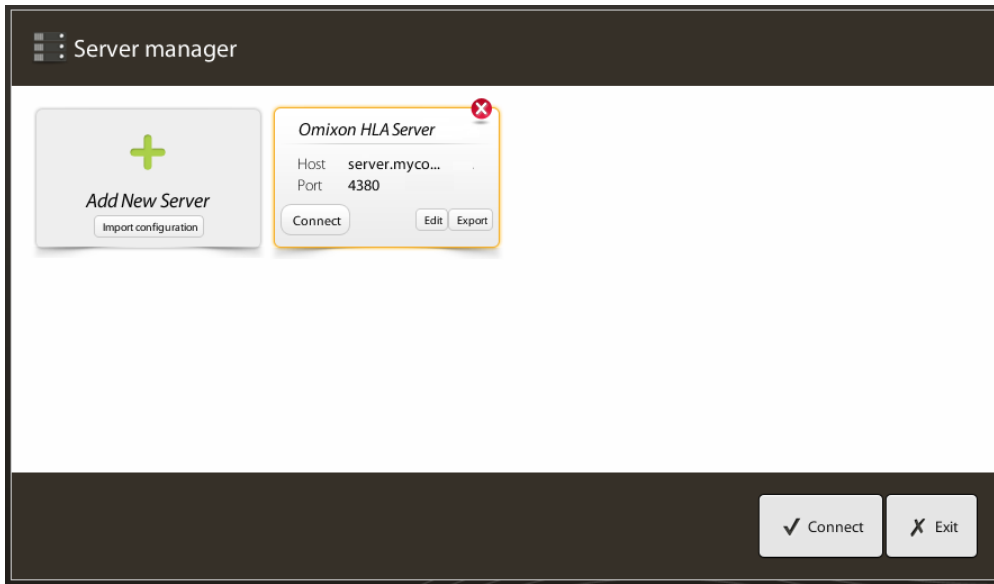 Server manager
Add New Server
Import configuration
Omixon HLA Server
Host server.myco...
Port 4380
Connect Edit Export
Connect Exit